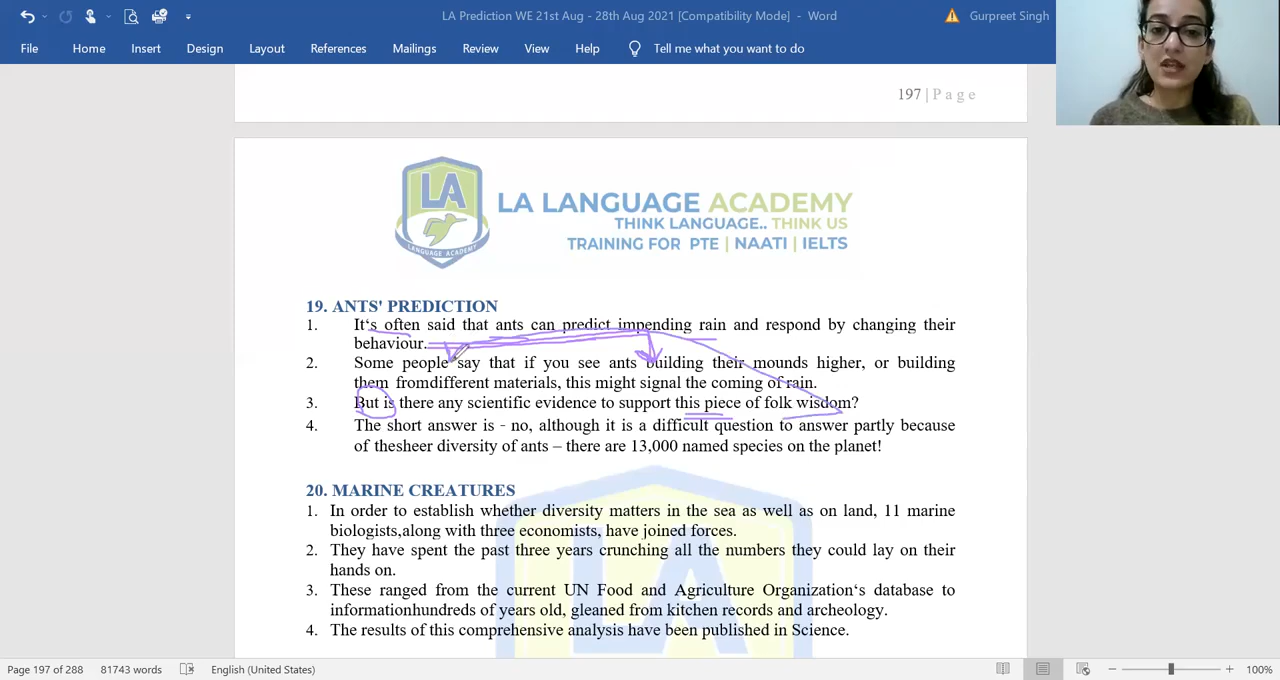 LA Prediction WE 21st Aug - 28th Aug 2021 [Compatibility Mode] - Word
Gurpreet Singh
File Home Insert Design Layout References Mailings Review View Help Tell me what you want to do
197 | P a g e
LA
LANGUAGE ACADEMY
LA LANGUAGE ACADEMY
THINK LANGUAGE.. THINK US
TRAINING FOR PTE | NAATI | IELTS
19. ANTS' PREDICTION
1. It‘s often said that ants can predict impending rain and respond by changing their
behaviour.
2. Some people say that if you see ants building their mounds higher, or building
them fromdifferent materials, this might signal the coming of rain.
3. But is there any scientific evidence to support this piece of folk wisdom?
4. The short answer is - no, although it is a difficult question to answer partly because
of thesheer diversity of ants – there are 13,000 named species on the planet!
20. MARINE CREATURES
1. In order to establish whether diversity matters in the sea as well as on land, 11 marine
biologists,along with three economists, have joined forces.
2. They have spent the past three years crunching all the numbers they could lay on their
hands on.
3. These ranged from the current UN Food and Agriculture Organization‘s database to
informationhundreds of years old, gleaned from kitchen records and archeology.
4. The results of this comprehensive analysis have been published in Science.
LA
Page 197 of 288 81743 words English (United States) 100%